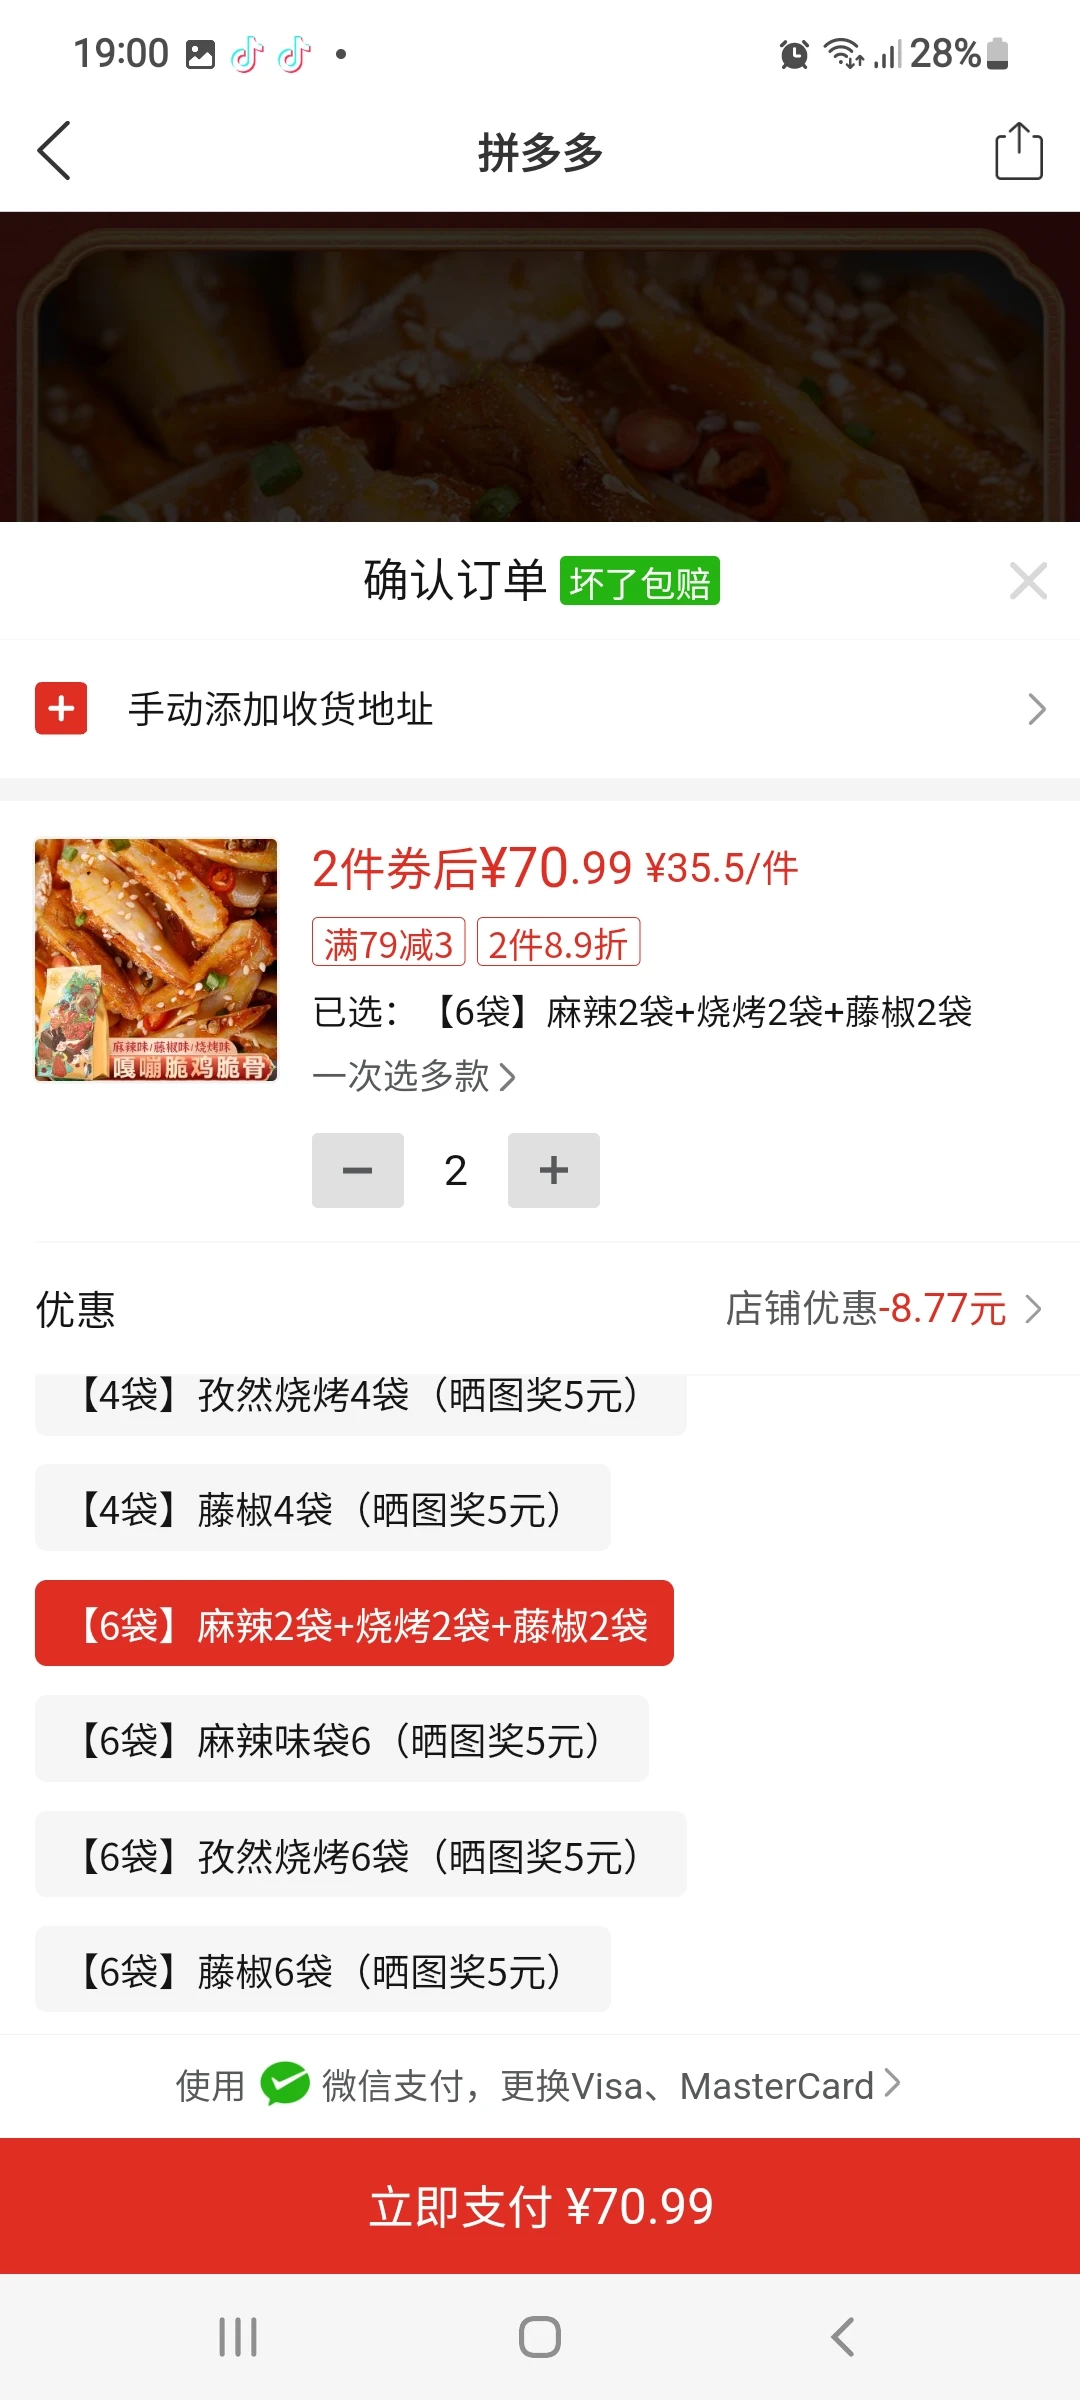 19:00 28%
拼多多
确认订单 坏了包赔
手动添加收货地址
2件券后¥70.99 ¥35.5/件
满79减3 2件8.9折
已选：【6袋】麻辣2袋+烧烤2袋+藤椒2袋
一次选多款
麻辣味/藤椒味/烧烤味
嘎嘣脆鸡脆骨
2
优惠 店铺优惠-8.77元
【4袋】孜然烧烤4袋（晒图奖5元）
【4袋】藤椒4袋（晒图奖5元）
【6袋】麻辣2袋+烧烤2袋+藤椒2袋
【6袋】麻辣味袋6（晒图奖5元）
【6袋】孜然烧烤6袋（晒图奖5元）
【6袋】藤椒6袋（晒图奖5元）
使用 微信支付，更换Visa、MasterCard
立即支付 ¥70.99